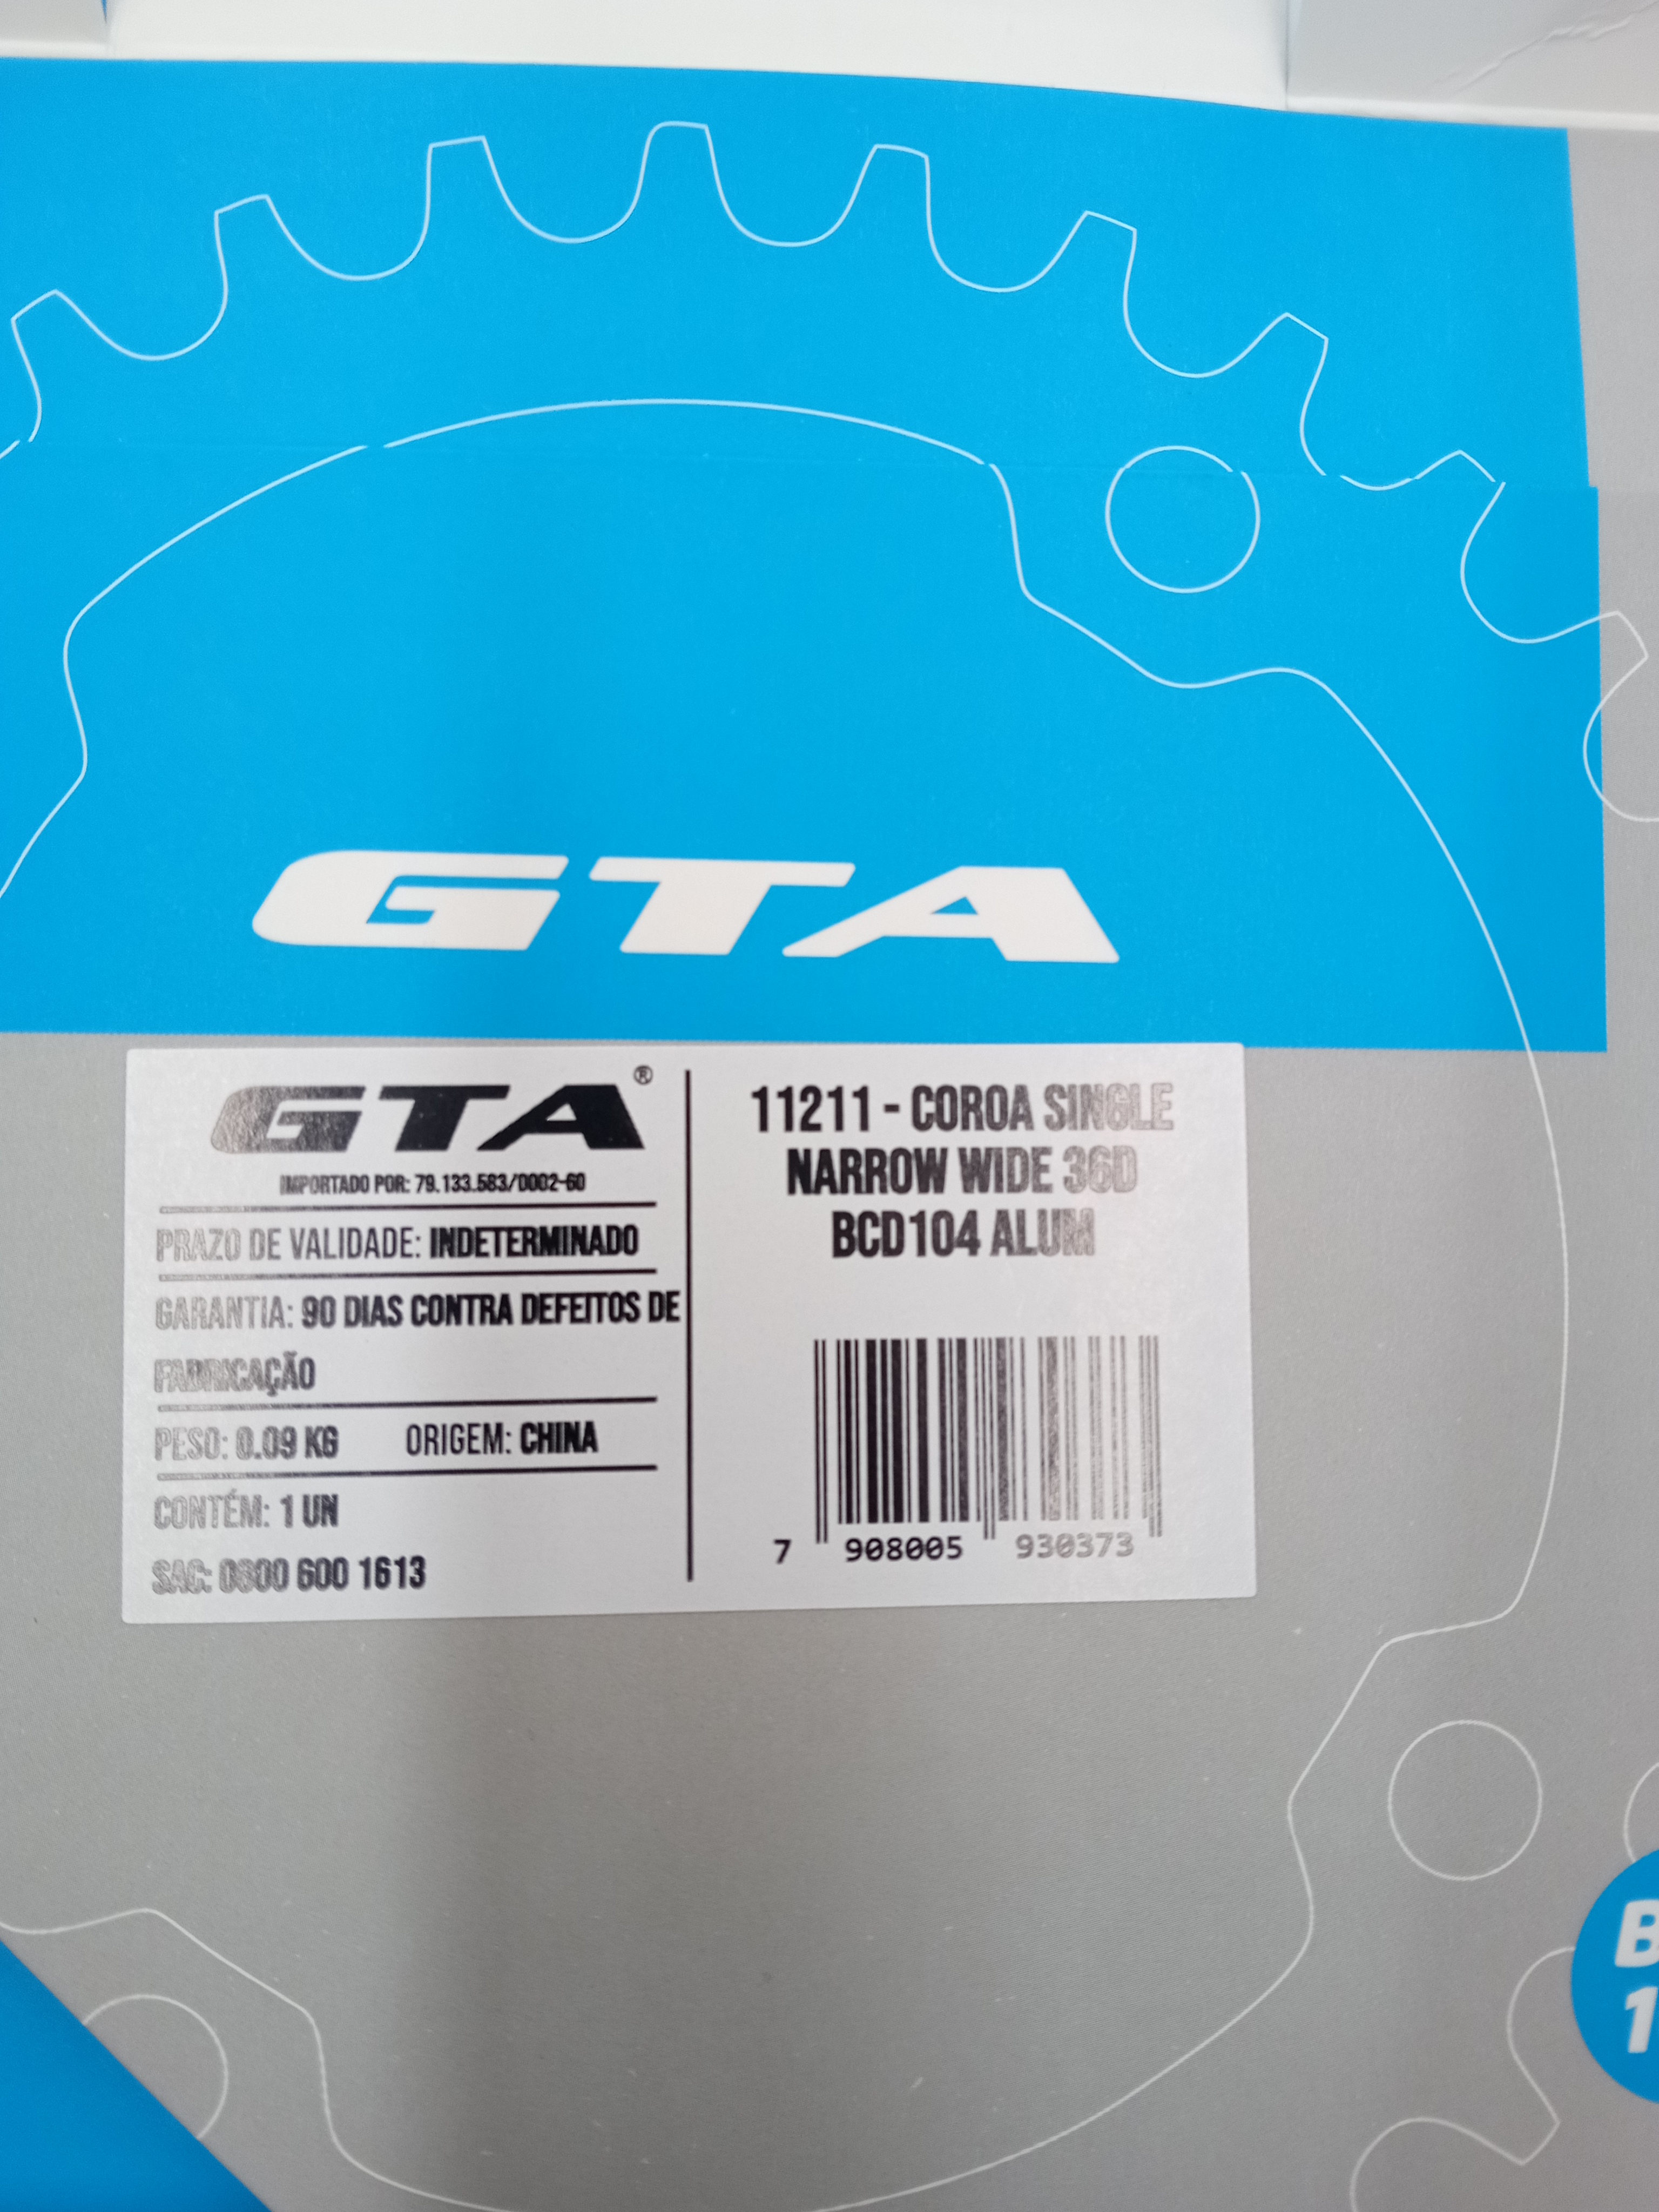 GTA
GTA®
IMPORTADO POR: 79.133.583/0002-60
PRAZO DE VALIDADE: INDETERMINADO
GARANTIA: 90 DIAS CONTRA DEFEITOS DE
FABRICAÇÃO
PESO: 0.09 KG ORIGEM: CHINA
CONTÉM: 1 UN
SAC: 0800 600 1613
11211 - COROA SINGLE
NARROW WIDE 36D
BCD104 ALUM
7 908005 930373
B
1